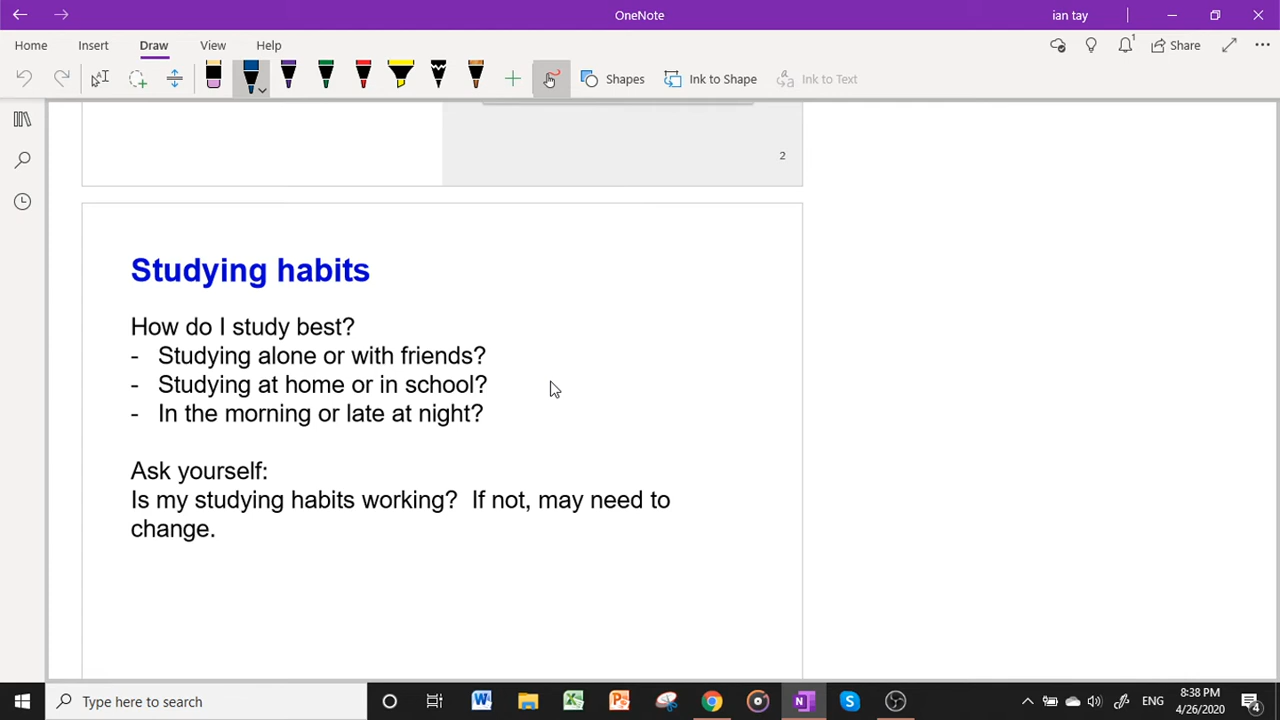 OneNote
ian tay
Home Insert Draw View Help
Share
Shapes Ink to Shape Ink to Text
2
Studying habits
How do I study best?
- Studying alone or with friends?
- Studying at home or in school?
- In the morning or late at night?
Ask yourself:
Is my studying habits working? If not, may need to
change.
Type here to search
ENG
8:38 PM
4/26/2020
4